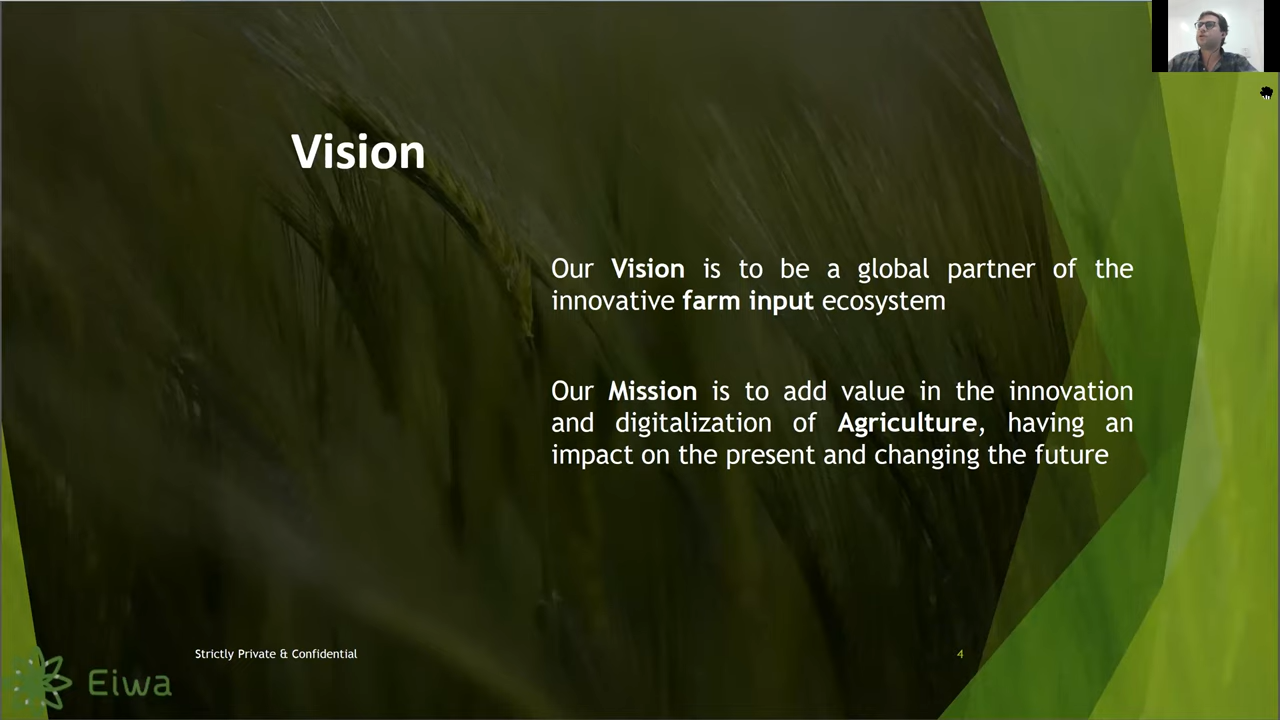 Vision
Our Vision is to be a global partner of the
innovative farm input ecosystem
Our Mission is to add value in the innovation
and digitalization of Agriculture, having an
impact on the present and changing the future
Strictly Private & Confidential
4
Eiwa